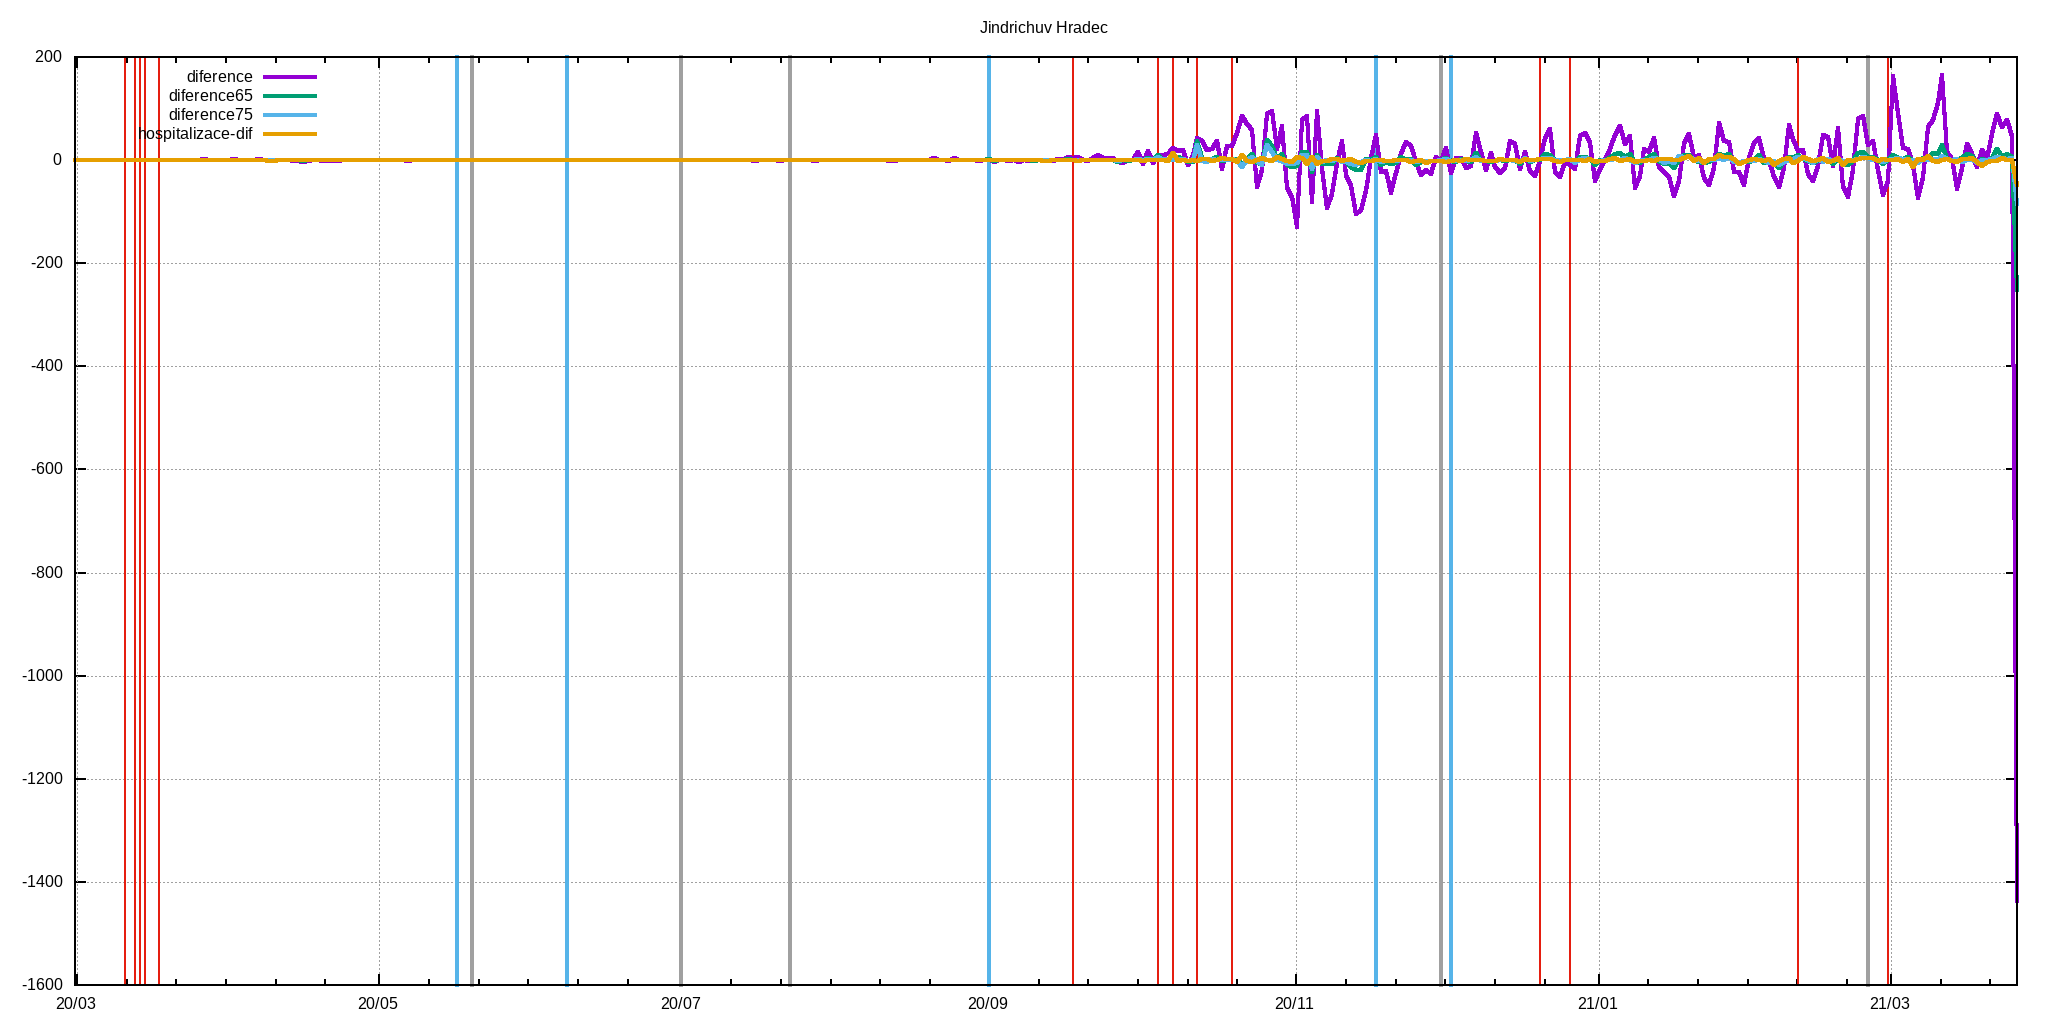 Jindrichuv Hradec
200
diference
diference65
diference75
hospitalizace-dif
0
-200
-400
-600
-800
-1000
-1200
-1400
-1600
20/03 20/05 20/07 20/09 20/11 21/01 21/03